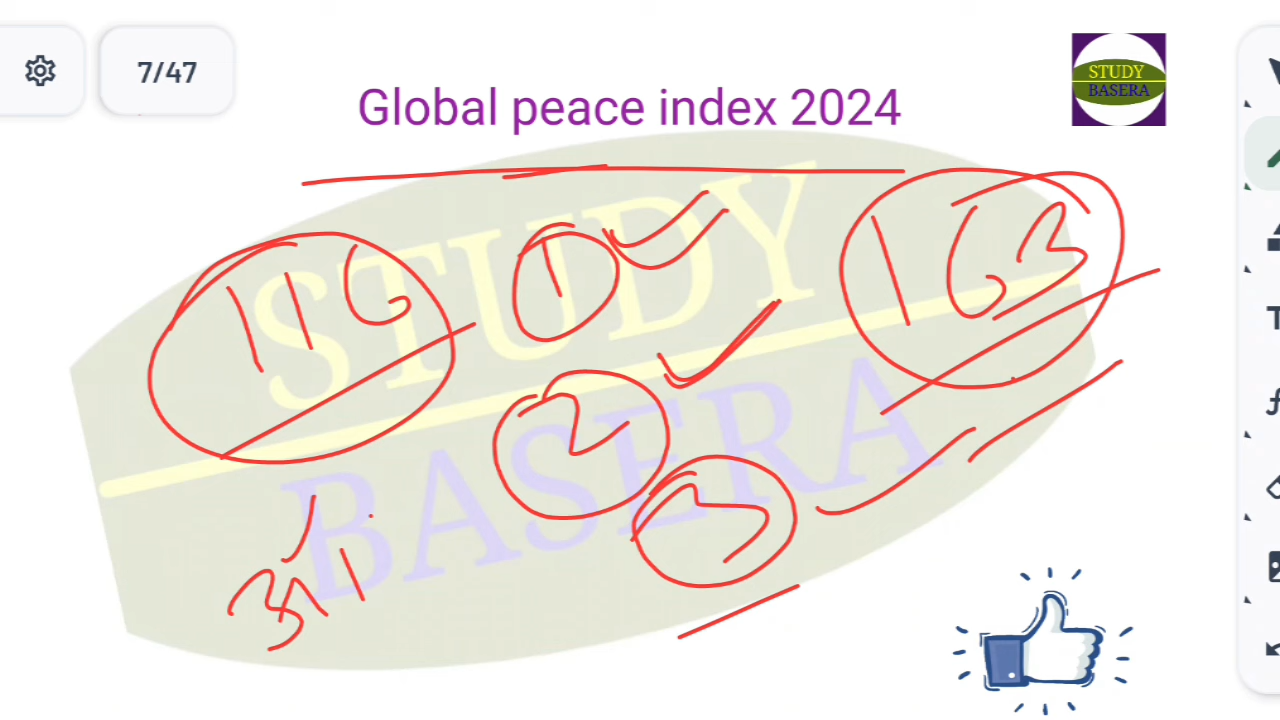 7/47
Global peace index 2024
STUDY
BASERA
116
1
163
2
3
STUDY
BASERA
T